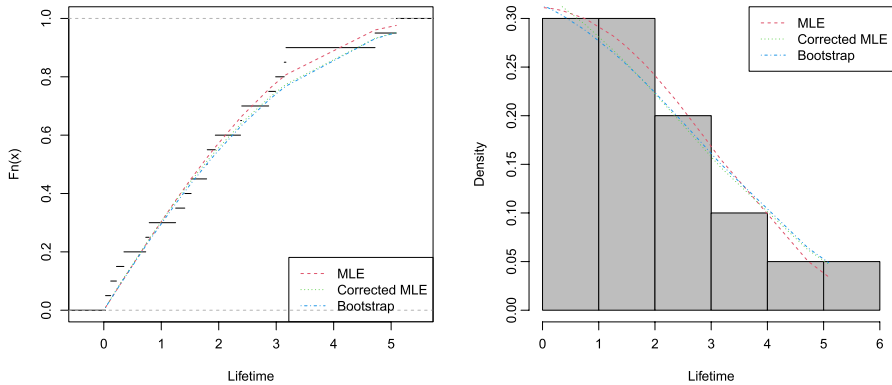 Fn(x)
1.0
0.8
0.6
0.4
0.2
0.0
0 1 2 3 4 5
Lifetime
MLE
Corrected MLE
Bootstrap
Density
0.30
0.25
0.20
0.15
0.10
0.05
0.00
0 1 2 3 4 5 6
Lifetime
MLE
Corrected MLE
Bootstrap